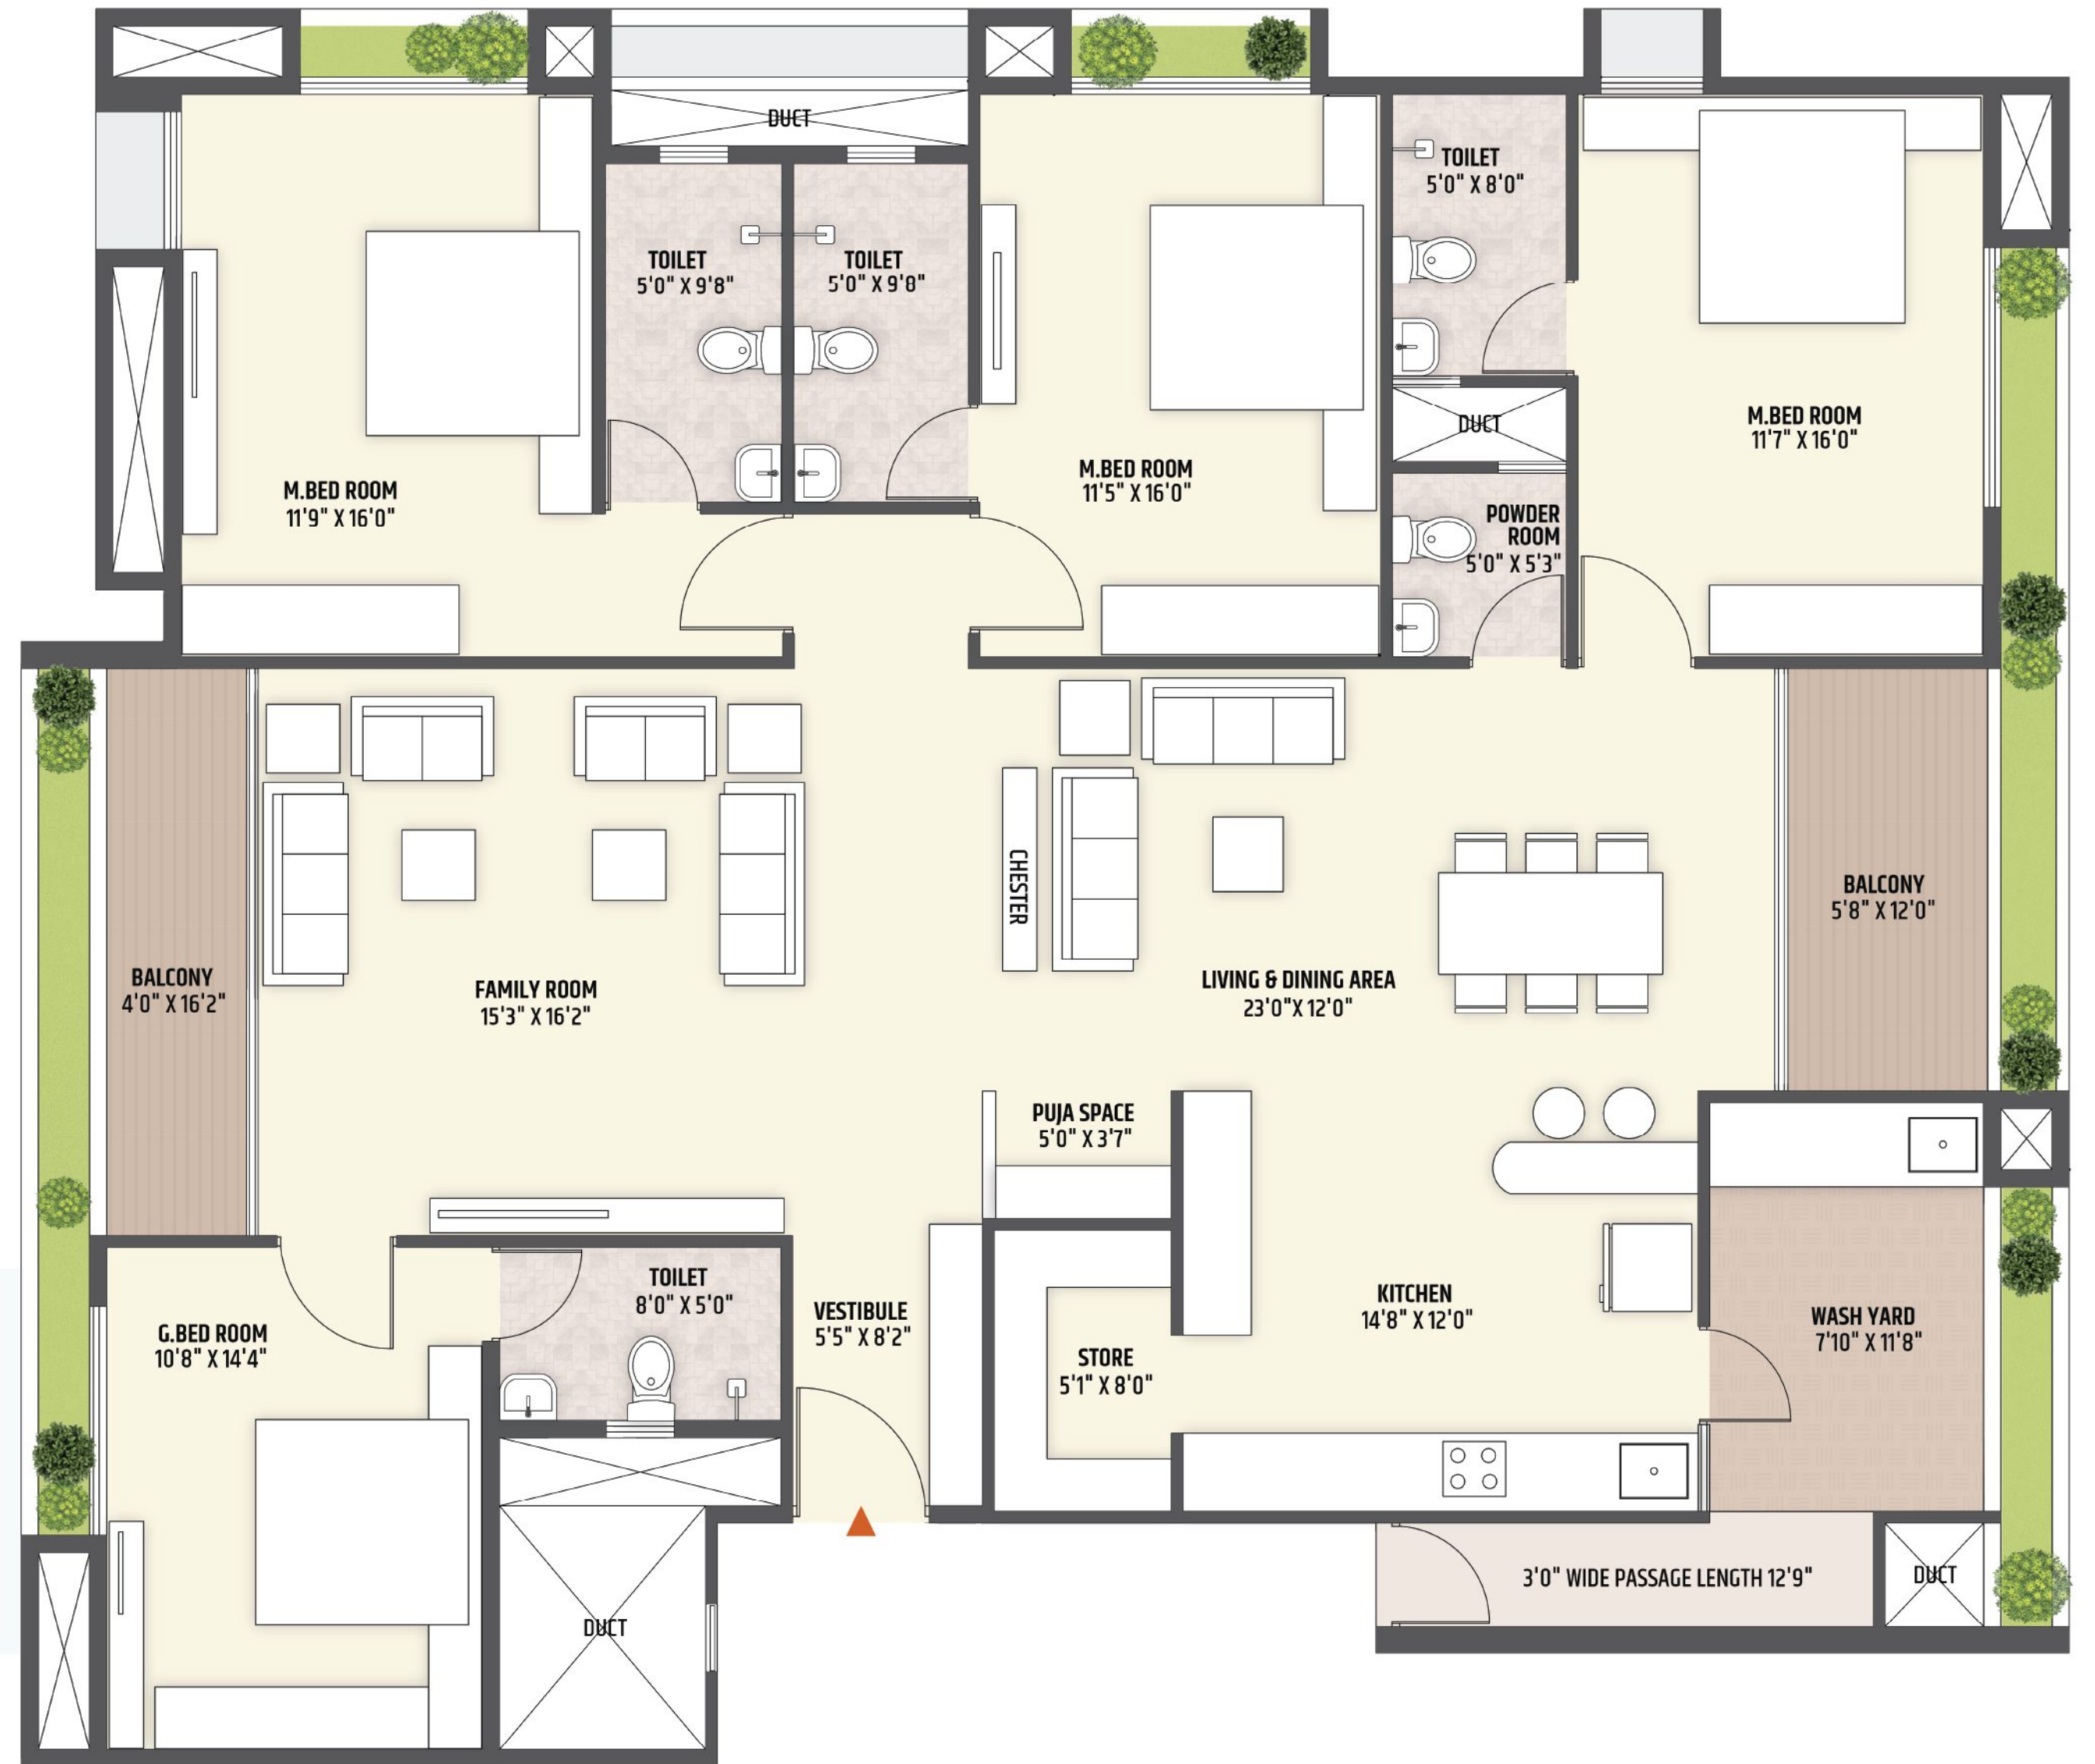 DUCT
TOILET
5'0" X 8'0"
TOILET
5'0" X 9'8"
TOILET
5'0" X 9'8"
DUCT
M.BED ROOM
11'7" X 16'0"
M.BED ROOM
11'5" X 16'0"
M.BED ROOM
11'9" X 16'0"
POWDER
ROOM
5'0" X 5'3"
CHESTER
BALCONY
5'8" X 12'0"
BALCONY
4'0" X 16'2"
FAMILY ROOM
15'3" X 16'2"
LIVING & DINING AREA
23'0"X 12'0"
PUJA SPACE
5'0" X 3'7"
TOILET
8'0" X 5'0"
G.BED ROOM
10'8" X 14'4"
VESTIBULE
5'5" X 8'2"
STORE
5'1" X 8'0"
KITCHEN
14'8" X 12'0"
WASH YARD
7'10" X 11'8"
DUCT
3'0" WIDE PASSAGE LENGTH 12'9"
DUCT